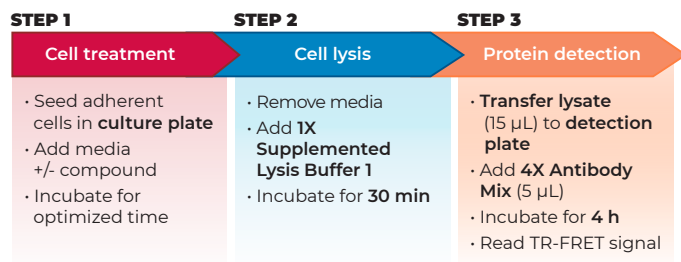 STEP 1
Cell treatment
· Seed adherent
cells in culture plate
· Add media
+/- compound
· Incubate for
optimized time
STEP 2
Cell lysis
· Remove media
· Add 1X
Supplemented
Lysis Buffer 1
· Incubate for 30 min
STEP 3
Protein detection
· Transfer lysate
(15 µL) to detection
plate
· Add 4X Antibody
Mix (5 µL)
· Incubate for 4 h
· Read TR-FRET signal